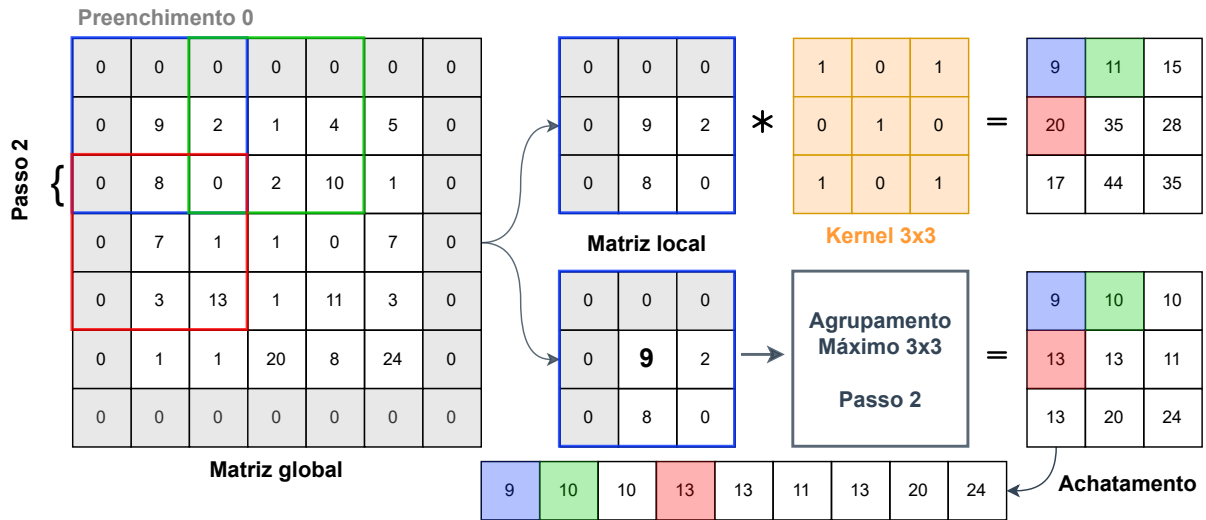 Preenchimento 0
0 0 0 0 0 0 0
0 9 2 1 4 5 0
0 8 0 2 10 1 0
0 7 1 1 0 7 0
0 3 13 1 11 3 0
0 1 1 20 8 24 0
0 0 0 0 0 0 0
Passo 2
{
Matriz global
0 0 0
0 9 2
0 8 0
Matriz local
*
1 0 1
0 1 0
1 0 1
Kernel 3x3
=
9 11 15
20 35 28
17 44 35
0 0 0
0 9 2
0 8 0
Agrupamento
Máximo 3x3
Passo 2
=
9 10 10
13 13 11
13 20 24
Achatamento
9 10 10 13 13 11 13 20 24